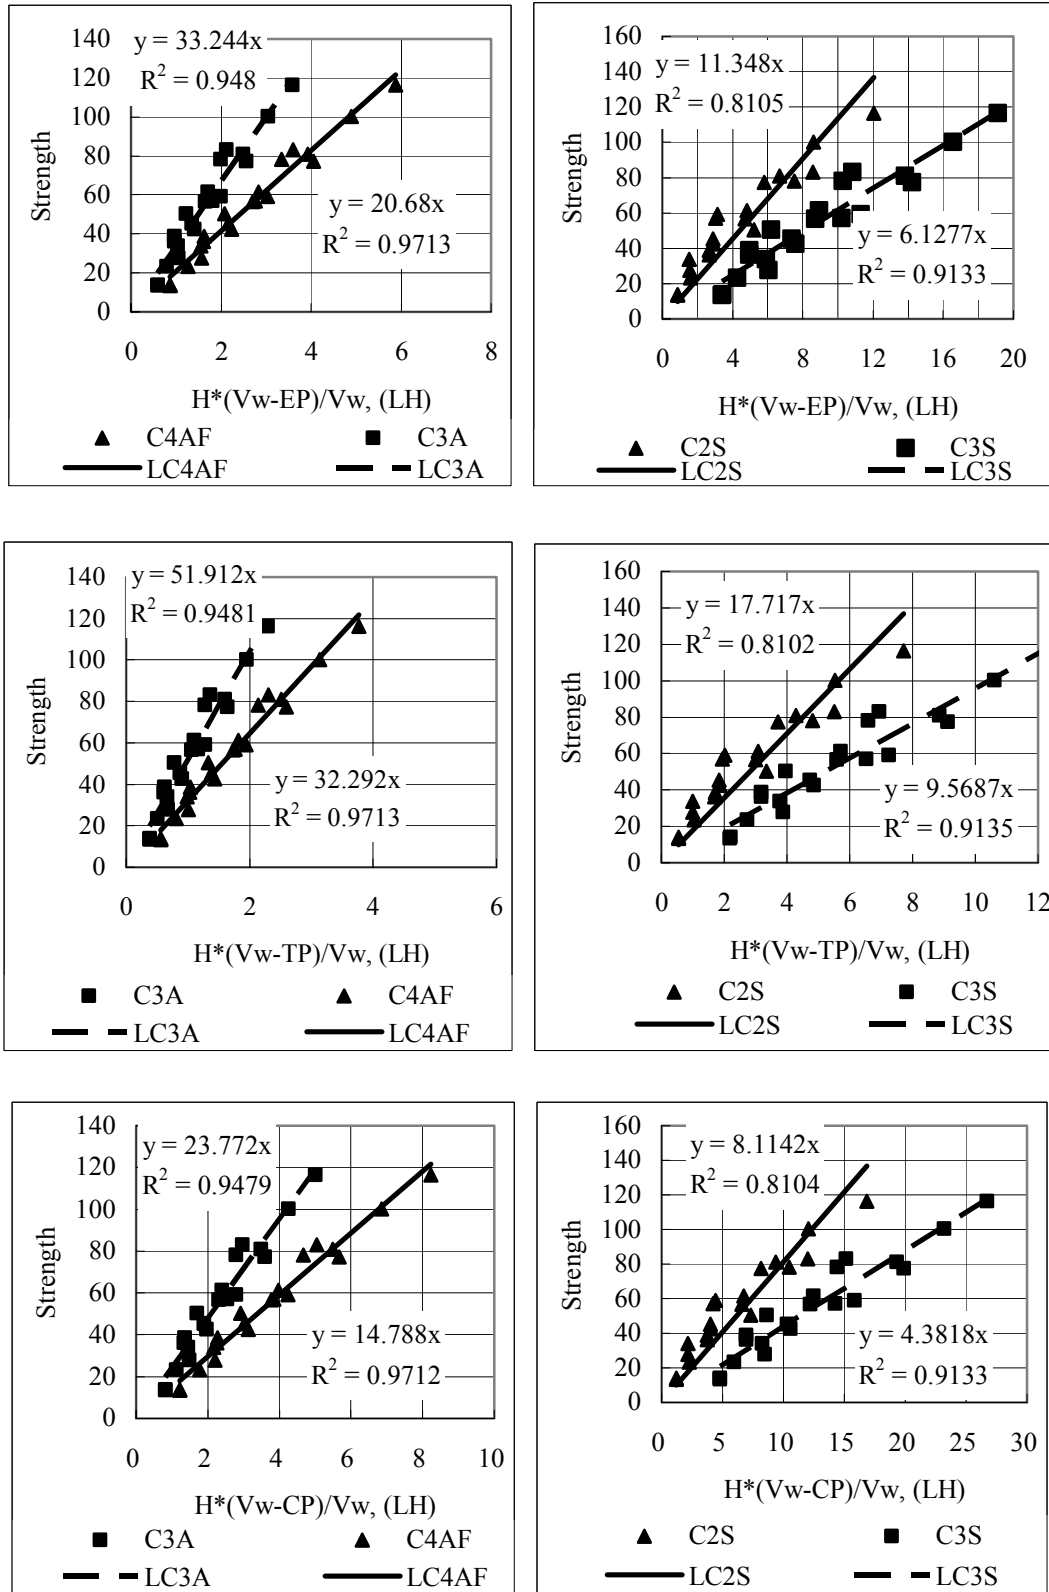 140
120
100
80
60
40
20
0
Strength
y = 33.244x
R² = 0.948
y = 20.68x
R² = 0.9713
0 2 4 6 8
H*(Vw-EP)/Vw, (LH)
C4AF C3A
LC4AF LC3A
160
140
120
100
80
60
40
20
0
Strength
y = 11.348x
R² = 0.8105
y = 6.1277x
R² = 0.9133
0 4 8 12 16 20
H*(Vw-EP)/Vw, (LH)
C2S C3S
LC2S LC3S
140
120
100
80
60
40
20
0
Strength
y = 51.912x
R² = 0.9481
y = 32.292x
R² = 0.9713
0 2 4 6
H*(Vw-TP)/Vw, (LH)
C3A C4AF
LC3A LC4AF
160
140
120
100
80
60
40
20
0
Strength
y = 17.717x
R² = 0.8102
y = 9.5687x
R² = 0.9135
0 2 4 6 8 10 12
H*(Vw-TP)/Vw, (LH)
C2S C3S
LC2S LC3S
140
120
100
80
60
40
20
0
Strength
y = 23.772x
R² = 0.9479
y = 14.788x
R² = 0.9712
0 2 4 6 8 10
H*(Vw-CP)/Vw, (LH)
C3A C4AF
LC3A LC4AF
160
140
120
100
80
60
40
20
0
Strength
y = 8.1142x
R² = 0.8104
y = 4.3818x
R² = 0.9133
0 5 10 15 20 25 30
H*(Vw-CP)/Vw, (LH)
C2S C3S
LC2S LC3S